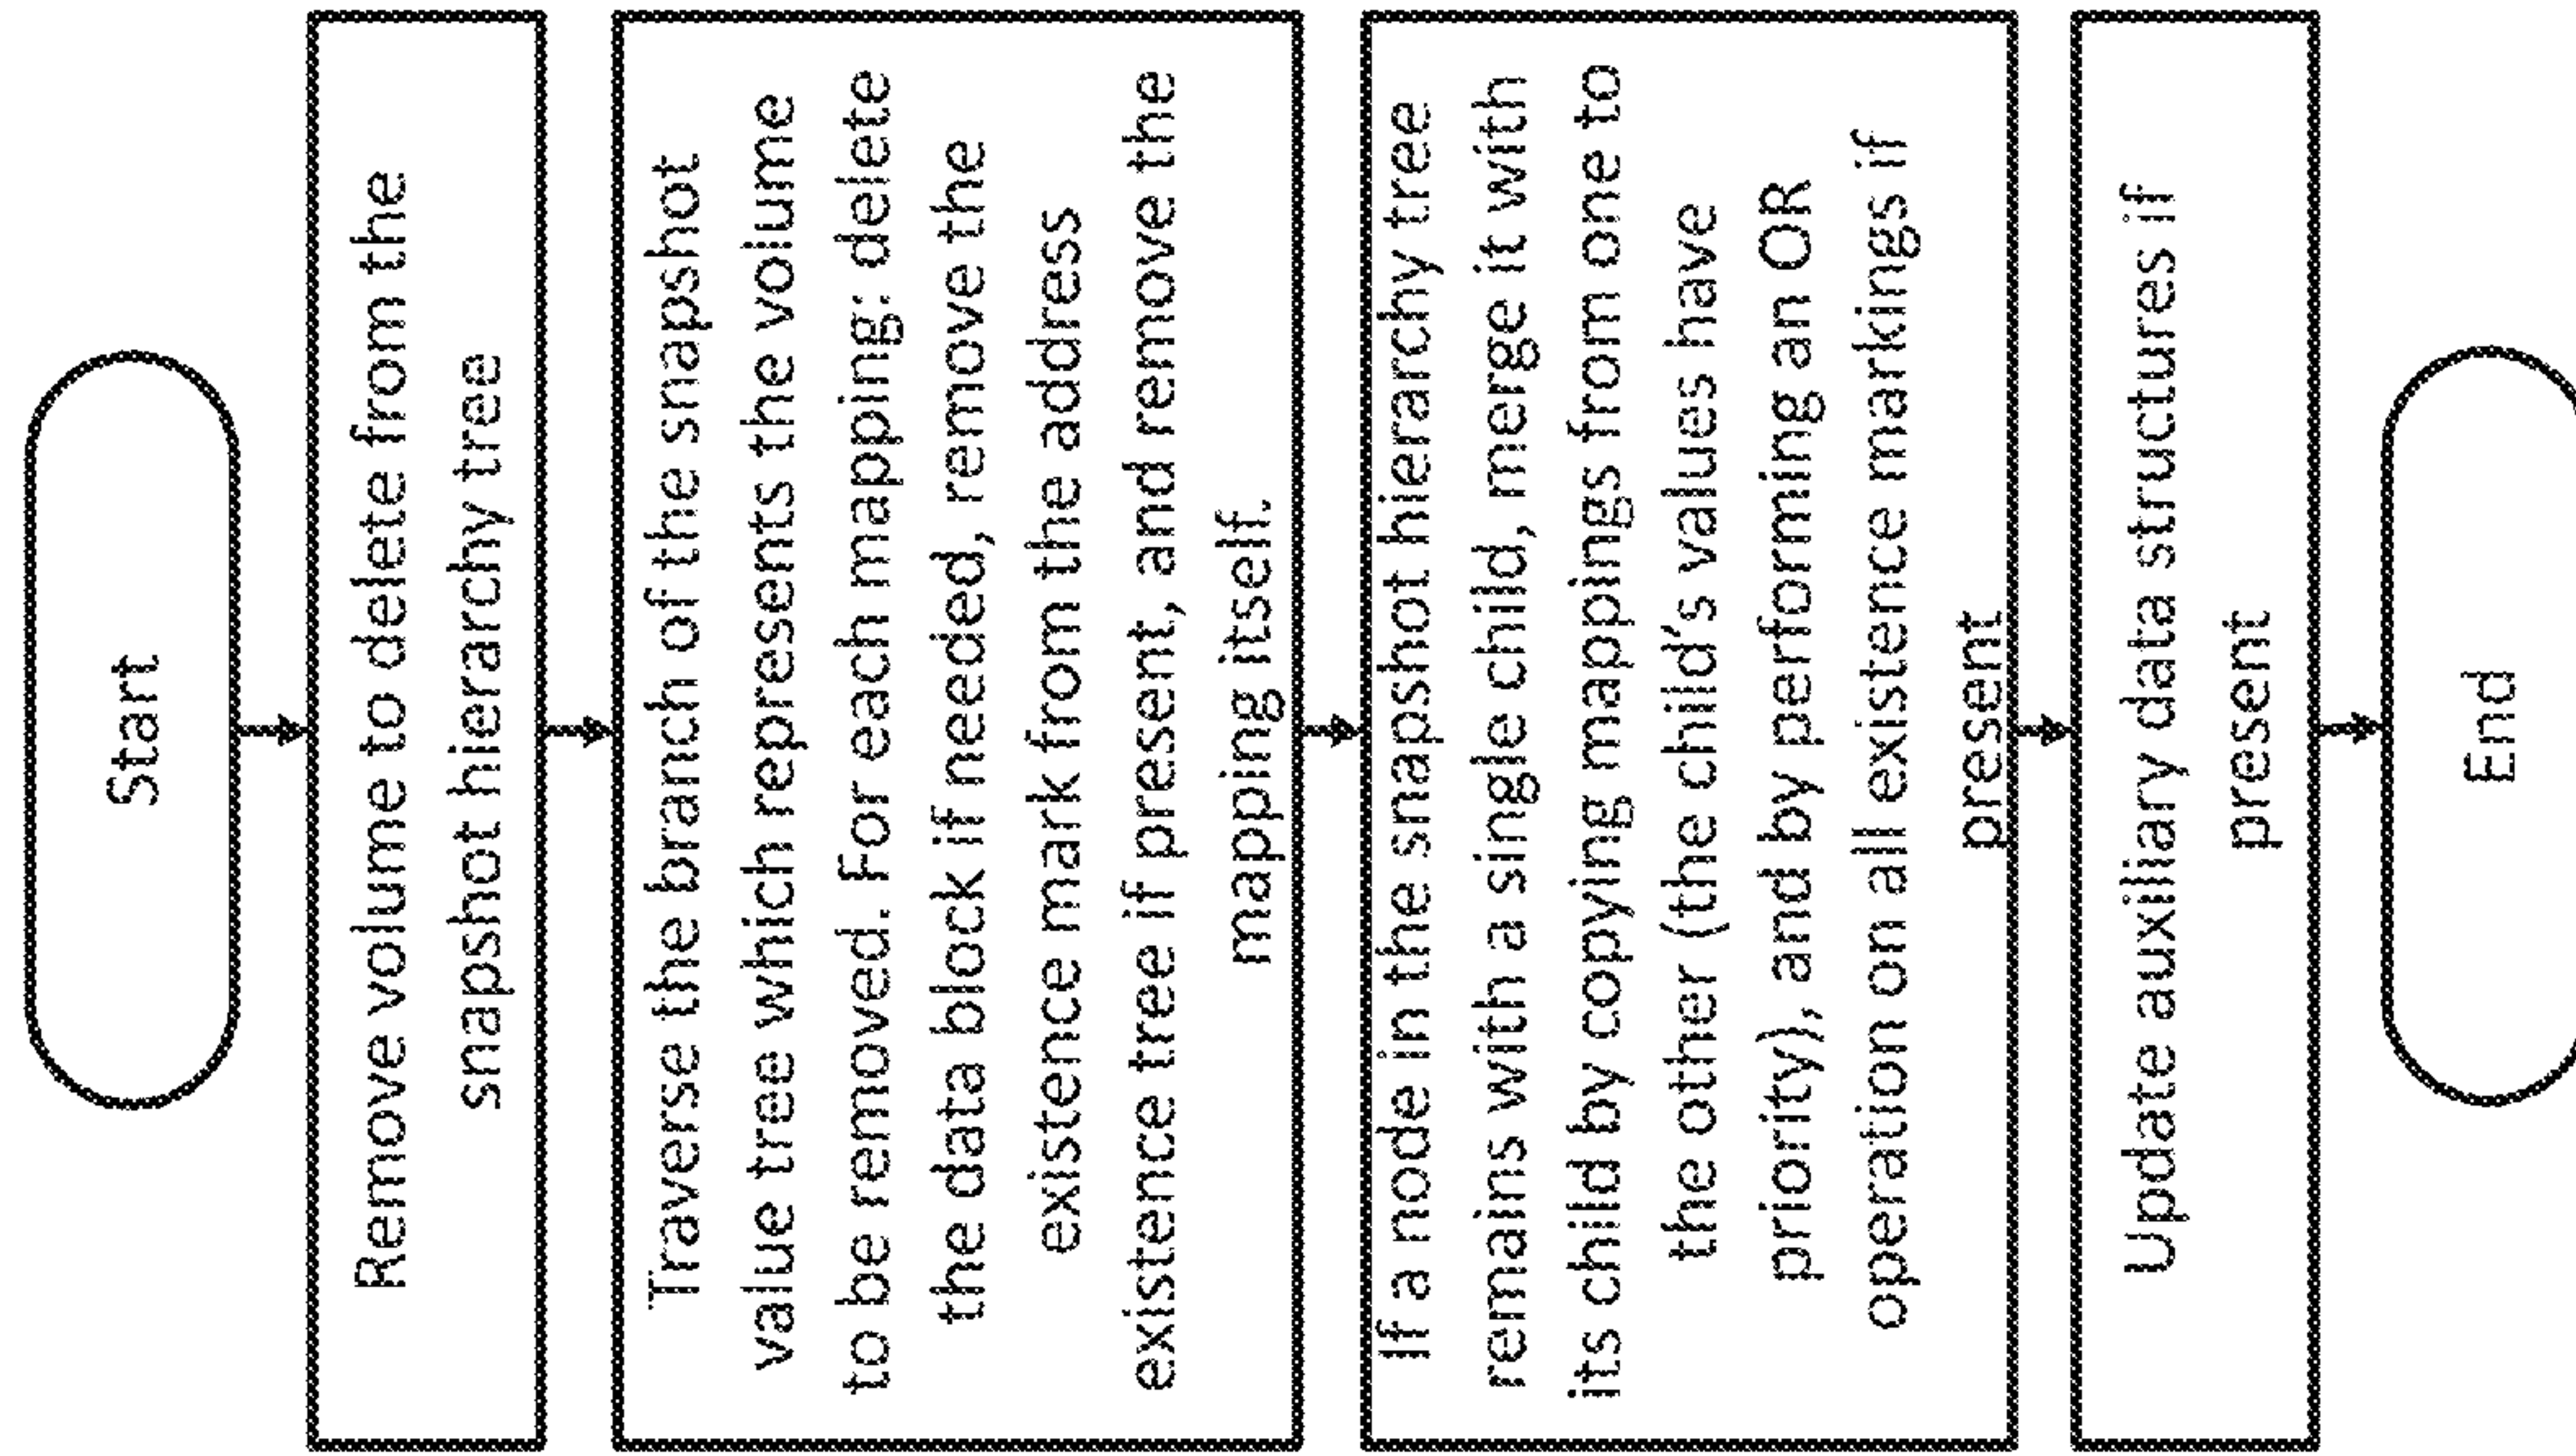 Start
Remove volume to delete from the
snapshot hierarchy tree
Traverse the branch of the snapshot
value tree which represents the volume
to be removed. For each mapping: delete
the data block if needed, remove the
existence mark from the address
existence tree if present, and remove the
mapping itself.
If a node in the snapshot hierarchy tree
remains with a single child, merge it with
its child by copying mappings from one to
the other (the child's values have
priority), and by performing an OR
operation on all existence markings if
present
Update auxiliary data structures if
present
End